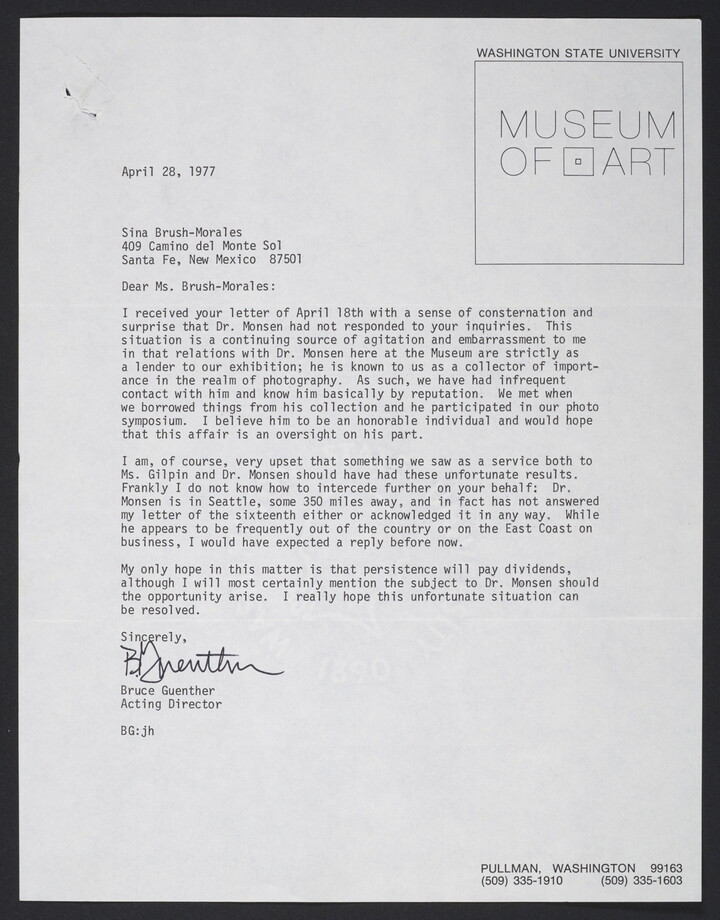 WASHINGTON STATE UNIVERSITY
MUSEUM
OF ART
April 28, 1977
Sina Brush-Morales
409 Camino del Monte Sol
Santa Fe, New Mexico 87501
Dear Ms. Brush-Morales:
I received your letter of April 18th with a sense of consternation and
surprise that Dr. Monsen had not responded to your inquiries. This
situation is a continuing source of agitation and embarrassment to me
in that relations with Dr. Monsen here at the Museum are strictly as
a lender to our exhibition; he is known to us as a collector of import-
ance in the realm of photography. As such, we have had infrequent
contact with him and know him basically by reputation. We met when
we borrowed things from his collection and he participated in our photo
symposium. I believe him to be an honorable individual and would hope
that this affair is an oversight on his part.
I am, of course, very upset that something we saw as a service both to
Ms. Gilpin and Dr. Monsen should have had these unfortunate results.
Frankly I do not know how to intercede further on your behalf: Dr.
Monsen is in Seattle, some 350 miles away, and in fact has not answered
my letter of the sixteenth either or acknowledged it in any way. While
he appears to be frequently out of the country or on the East Coast on
business, I would have expected a reply before now.
My only hope in this matter is that persistence will pay dividends,
although I will most certainly mention the subject to Dr. Monsen should
the opportunity arise. I really hope this unfortunate situation can
be resolved.
Sincerely,
B Guenther
Bruce Guenther
Acting Director
BG:jh
1890
PULLMAN, WASHINGTON 99163
(509) 335-1910 (509) 335-1603